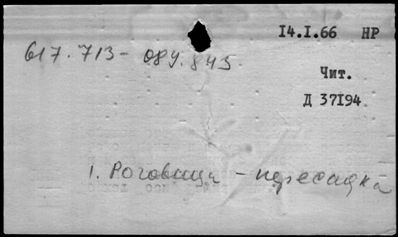 14.I.66 НР
617.713-089.843
Чит.
Д 37194
1. Роговица - пересадка